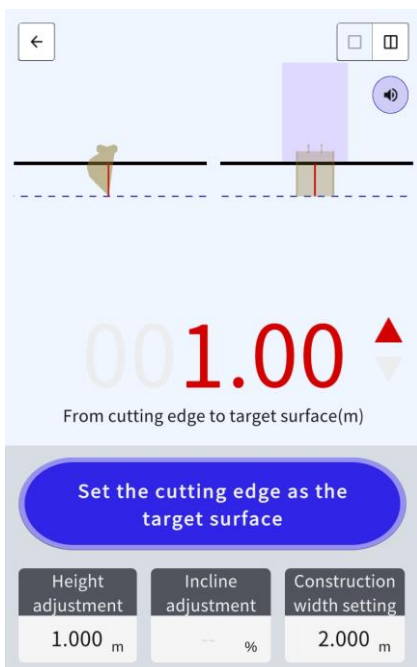 001.00
From cutting edge to target surface(m)
Set the cutting edge as the
target surface
Height
adjustment
Incline
adjustment
Construction
width setting
1.000 m
-- %
2.000 m